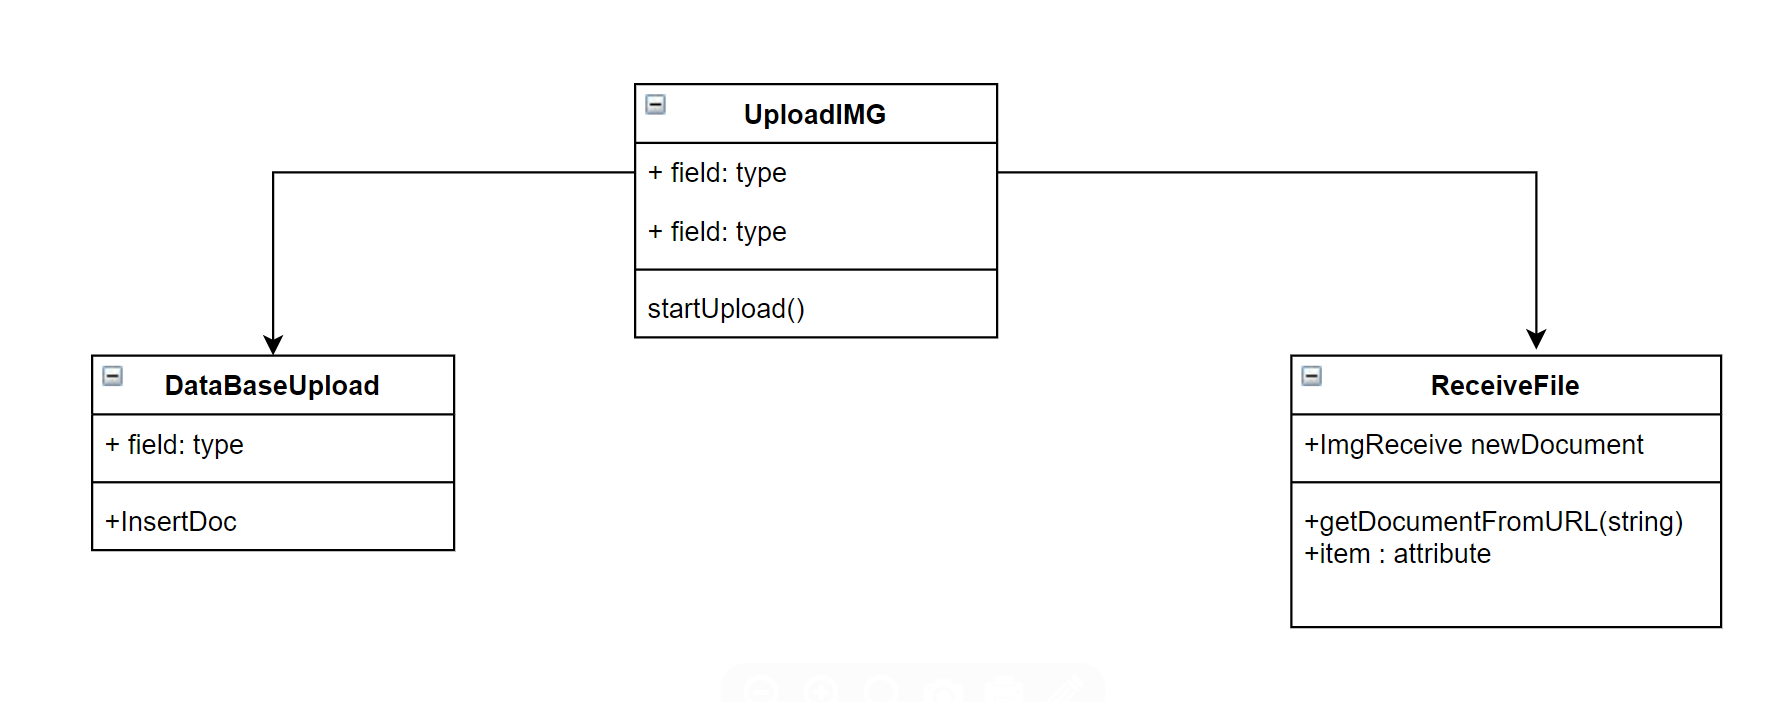 UploadIMG
+ field: type
+ field: type
startUpload()
DataBaseUpload
+ field: type
+InsertDoc
ReceiveFile
+ImgReceive newDocument
+getDocumentFromURL(string)
+item : attribute